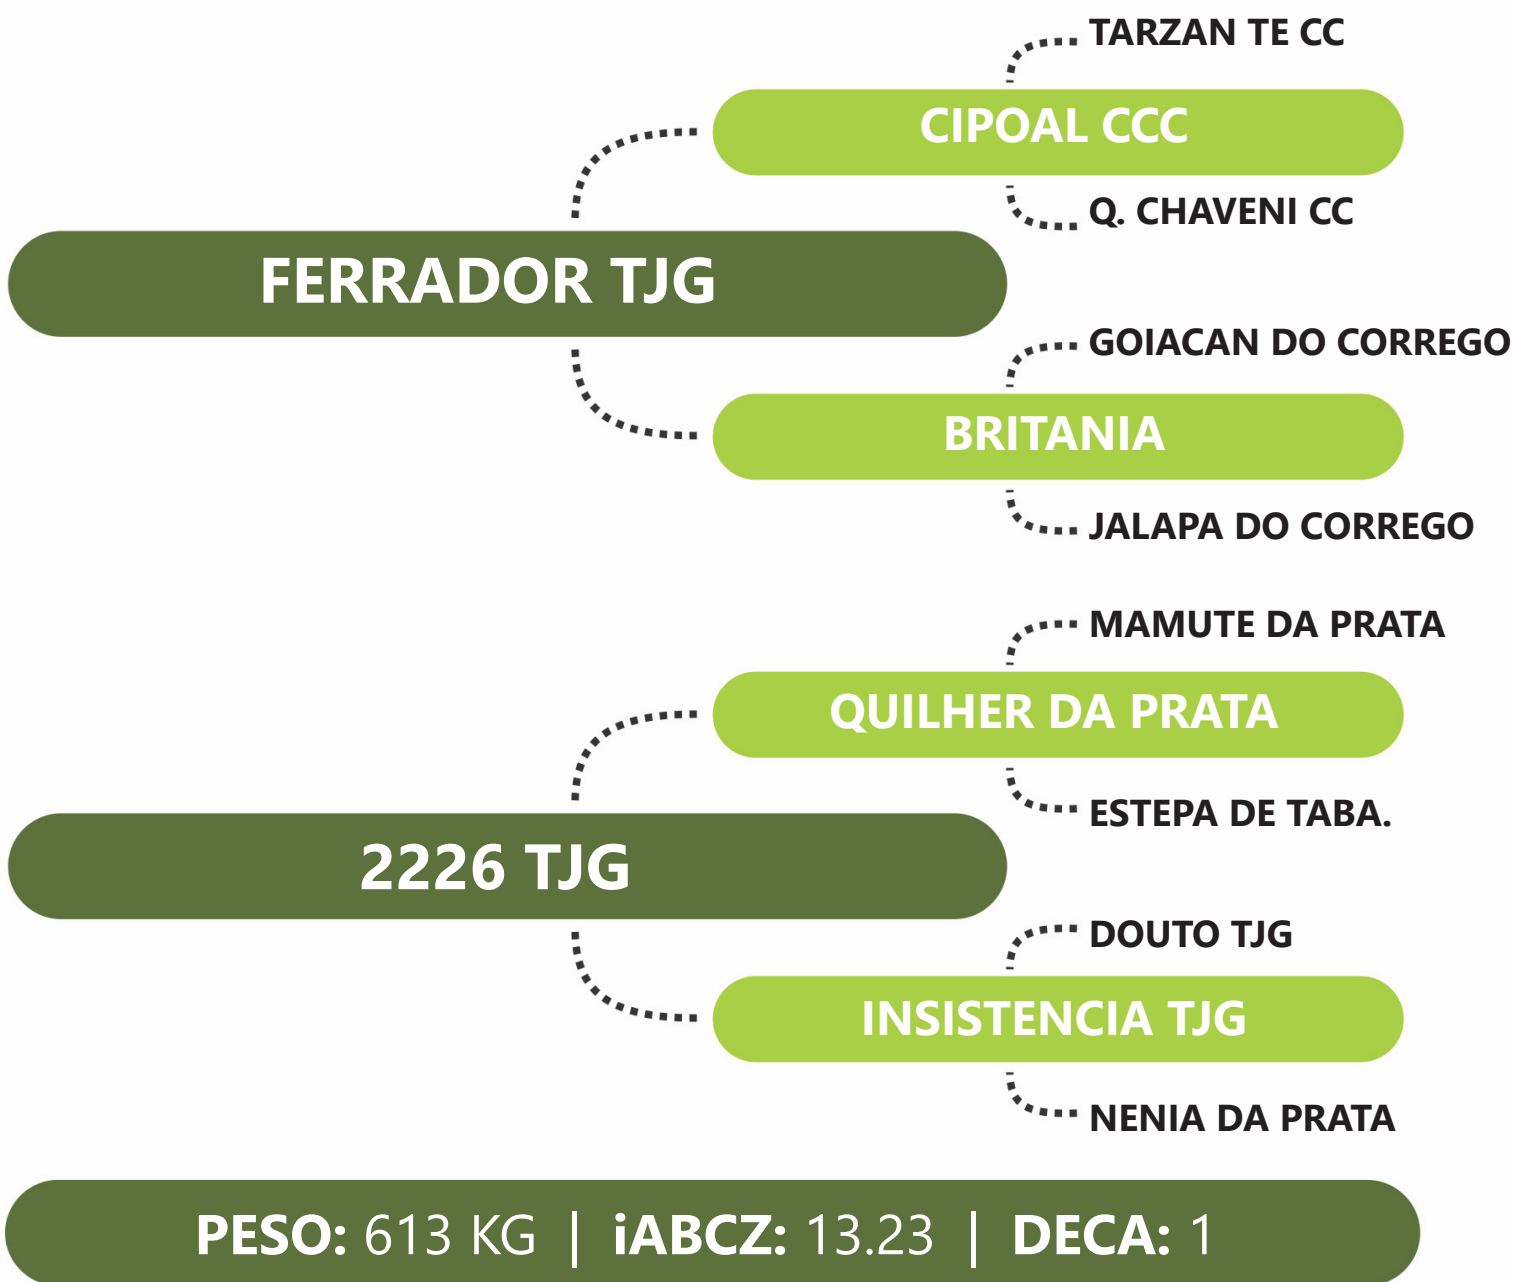 TARZAN TE CC
CIPOAL CCC
Q. CHAVENI CC
FERRADOR TJG
GOIACAN DO CORREGO
BRITANIA
JALAPA DO CORREGO
MAMUTE DA PRATA
QUILHER DA PRATA
ESTEPA DE TABA.
2226 TJG
DOUTO TJG
INSISTENCIA TJG
NENIA DA PRATA
PESO: 613 KG | iABCZ: 13.23 | DECA: 1